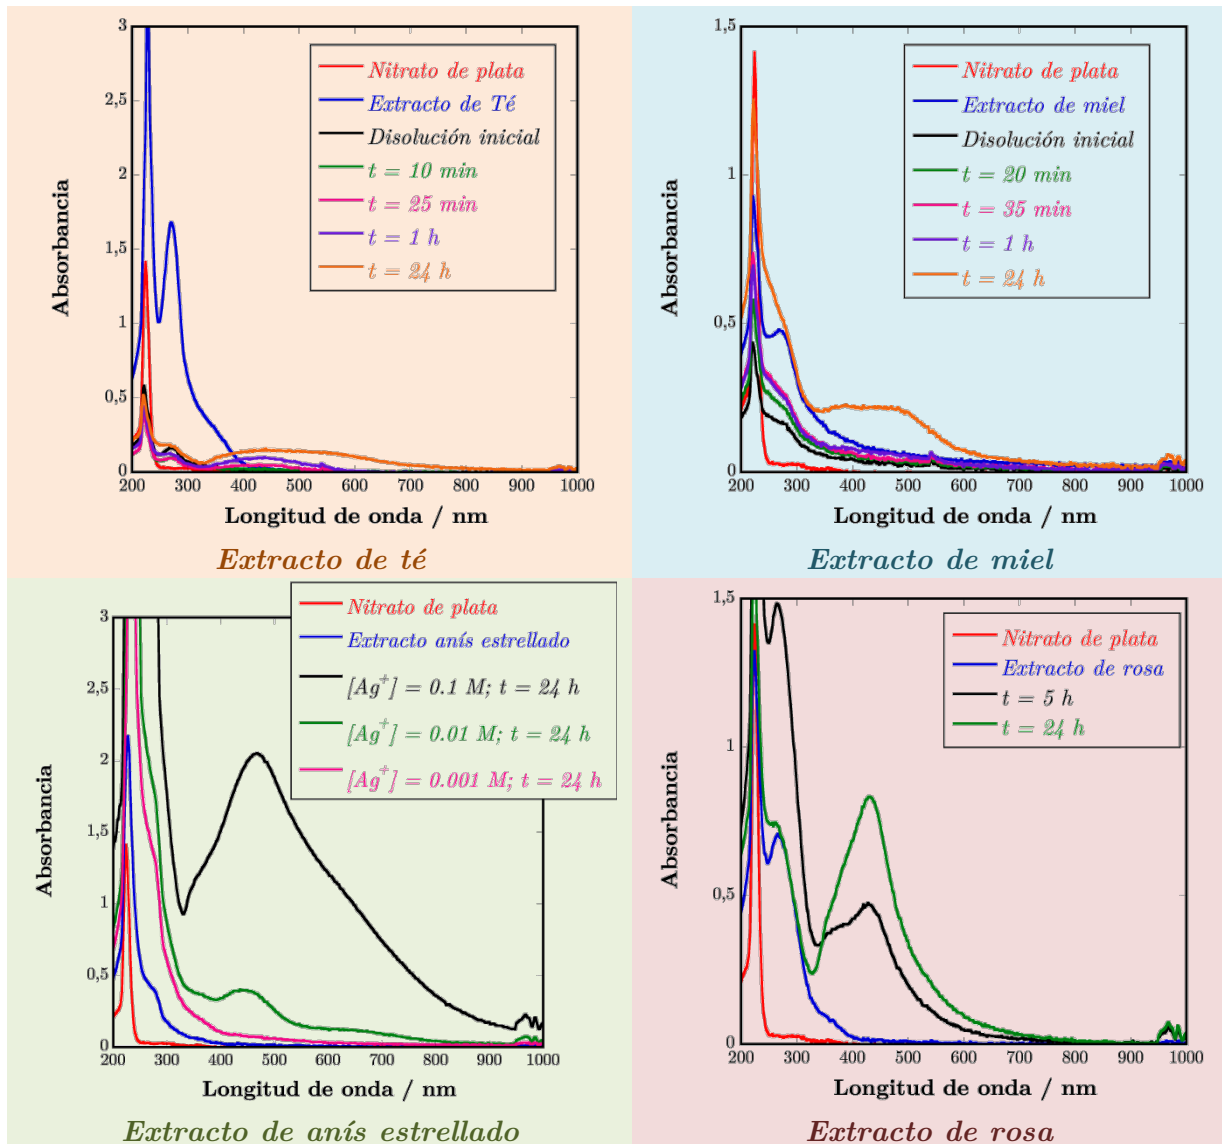 3
2,5
2
1,5
1
0,5
0
200 300 400 500 600 700 800 900 1000
Absorbancia
Longitud de onda / nm
Nitrato de plata
Extracto de Té
Disolución inicial
t = 10 min
t = 25 min
t = 1 h
t = 24 h
Extracto de té
1,5
1
0,5
0
200 300 400 500 600 700 800 900 1000
Absorbancia
Longitud de onda / nm
Nitrato de plata
Extracto de miel
Disolución inicial
t = 20 min
t = 35 min
t = 1 h
t = 24 h
Extracto de miel
3
2,5
2
1,5
1
0,5
0
200 300 400 500 600 700 800 900 1000
Absorbancia
Longitud de onda / nm
Nitrato de plata
Extracto anís estrellado
[Ag⁺] = 0.1 M; t = 24 h
[Ag⁺] = 0.01 M; t = 24 h
[Ag⁺] = 0.001 M; t = 24 h
Extracto de anís estrellado
1,5
1
0,5
0
200 300 400 500 600 700 800 900 1000
Absorbancia
Longitud de onda / nm
Nitrato de plata
Extracto de rosa
t = 5 h
t = 24 h
Extracto de rosa